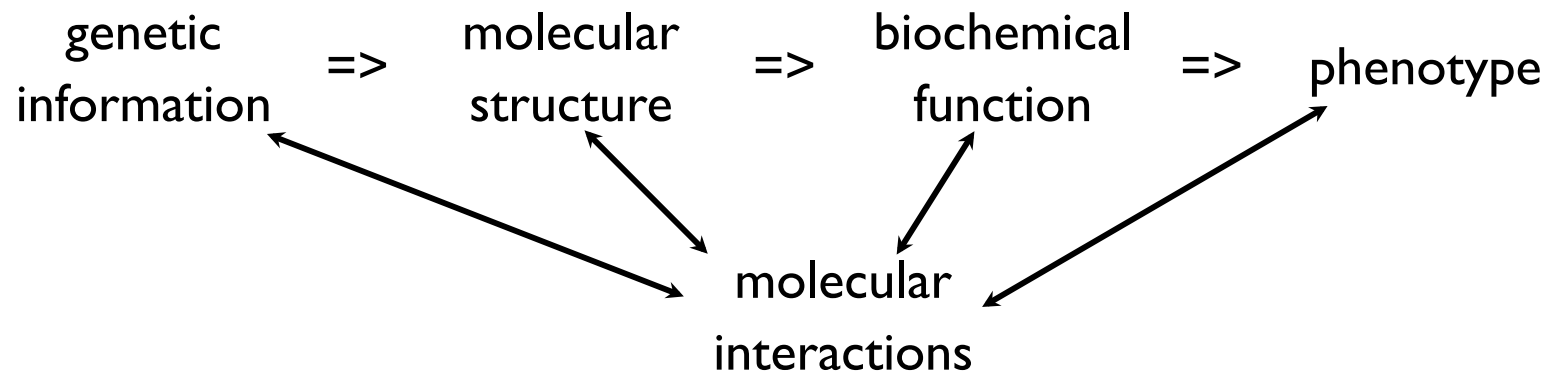 genetic => molecular => biochemical => phenotype
information structure function
molecular
interactions